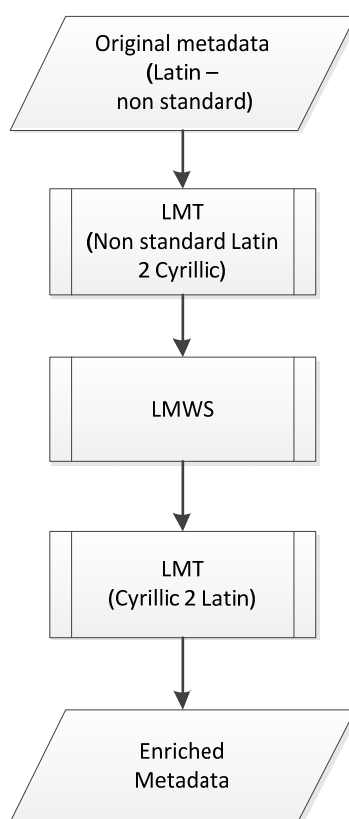 Original metadata
(Latin –
non standard)
LMT
(Non standard Latin
2 Cyrillic)
LMWS
LMT
(Cyrillic 2 Latin)
Enriched
Metadata